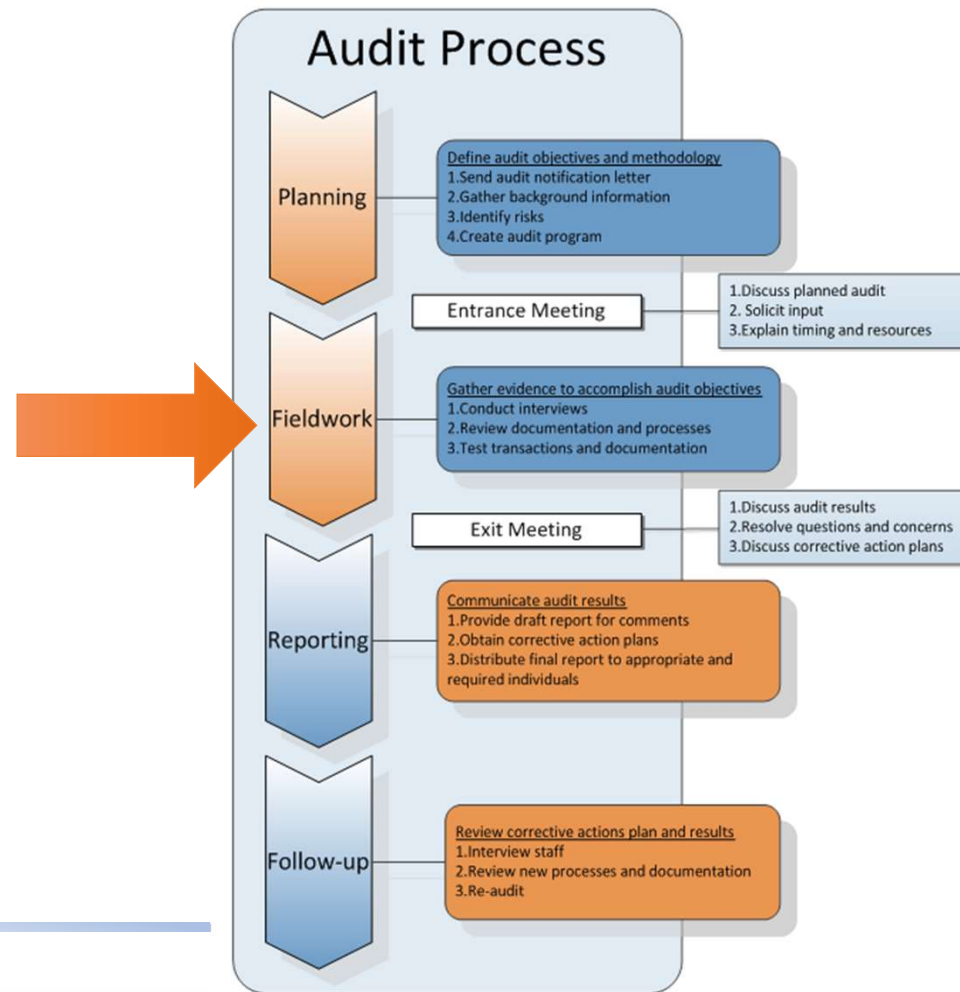 Audit Process
Planning
Define audit objectives and methodology
1.Send audit notification letter
2.Gather background information
3.Identify risks
4.Create audit program
Entrance Meeting
1.Discuss planned audit
2. Solicit input
3.Explain timing and resources
Fieldwork
Gather evidence to accomplish audit objectives
1.Conduct interviews
2.Review documentation and processes
3.Test transactions and documentation
Exit Meeting
1.Discuss audit results
2.Resolve questions and concerns
3.Discuss corrective action plans
Reporting
Communicate audit results
1.Provide draft report for comments
2.Obtain corrective action plans
3.Distribute final report to appropriate and
required individuals
Follow-up
Review corrective actions plan and results
1.Interview staff
2.Review new processes and documentation
3.Re-audit